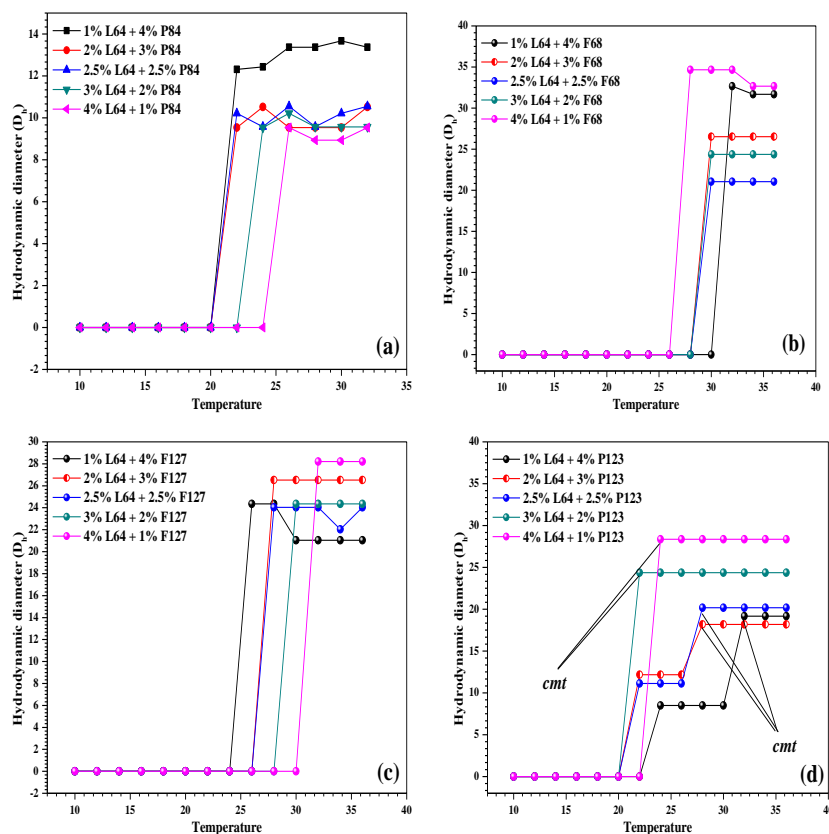 1% L64 + 4% P84
2% L64 + 3% P84
2.5% L64 + 2.5% P84
3% L64 + 2% P84
4% L64 + 1% P84
Hydrodynamic diameter (Dh)
14
12
10
8
6
4
2
0
-2
10 15 20 25 30 35
Temperature
(a)
1% L64 + 4% F68
2% L64 + 3% F68
2.5% L64 + 2.5% F68
3% L64 + 2% F68
4% L64 + 1% F68
Hydrodynamic diameter (Dh)
40
35
30
25
20
15
10
5
0
10 15 20 25 30 35 40
Temperature
(b)
1% L64 + 4% F127
2% L64 + 3% F127
2.5% L64 + 2.5% F127
3% L64 + 2% F127
4% L64 + 1% F127
Hydrodynamic diameter (Dh)
30
28
26
24
22
20
18
16
14
12
10
8
6
4
2
0
-2
10 15 20 25 30 35 40
Temperature
(c)
1% L64 + 4% P123
2% L64 + 3% P123
2.5% L64 + 2.5% P123
3% L64 + 2% P123
4% L64 + 1% P123
Hydrodynamic diameter (Dh)
40
35
30
25
20
15
10
5
0
cmt
cmt
10 15 20 25 30 35 40
Temperature
(d)